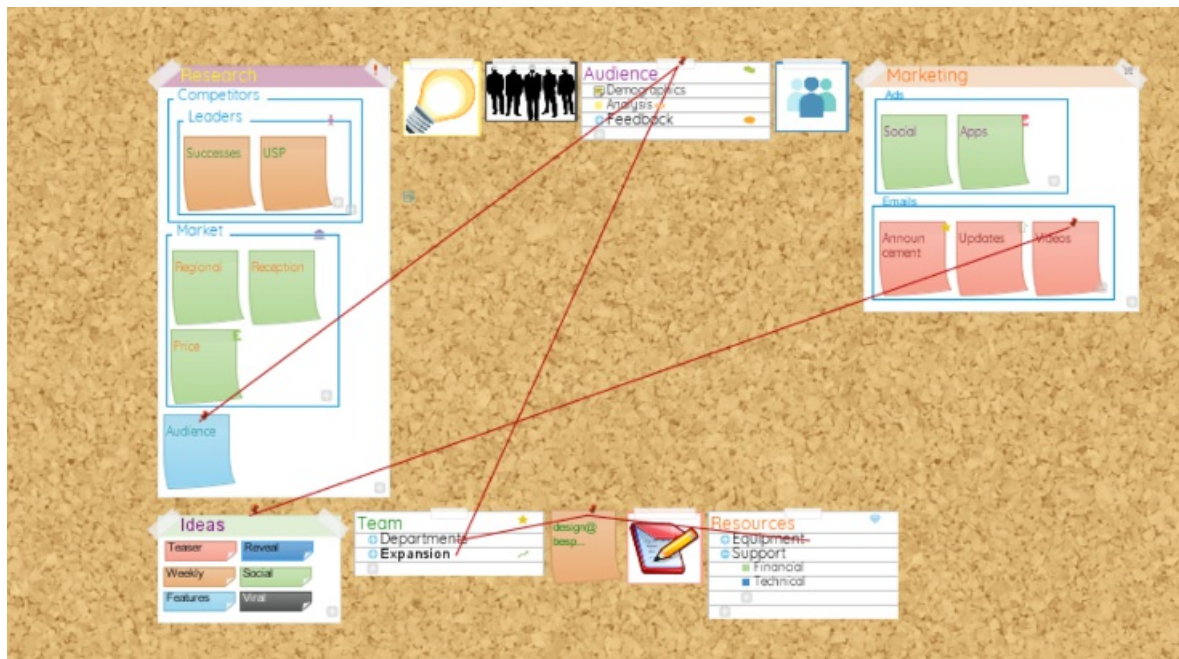 Research
Competitors
Leaders
Successes
USP
Market
Regional
Reception
Price
Audience
Audience
Demographics
Analysis
Feedback
Marketing
Ads
Social
Apps
Emails
Announ
cement
Updates
Videos
Ideas
Teaser
Reveal
Weekly
Social
Features
Viral
Team
Departments
Expansion
design@
besp...
Resources
Equipment
Support
Financial
Technical